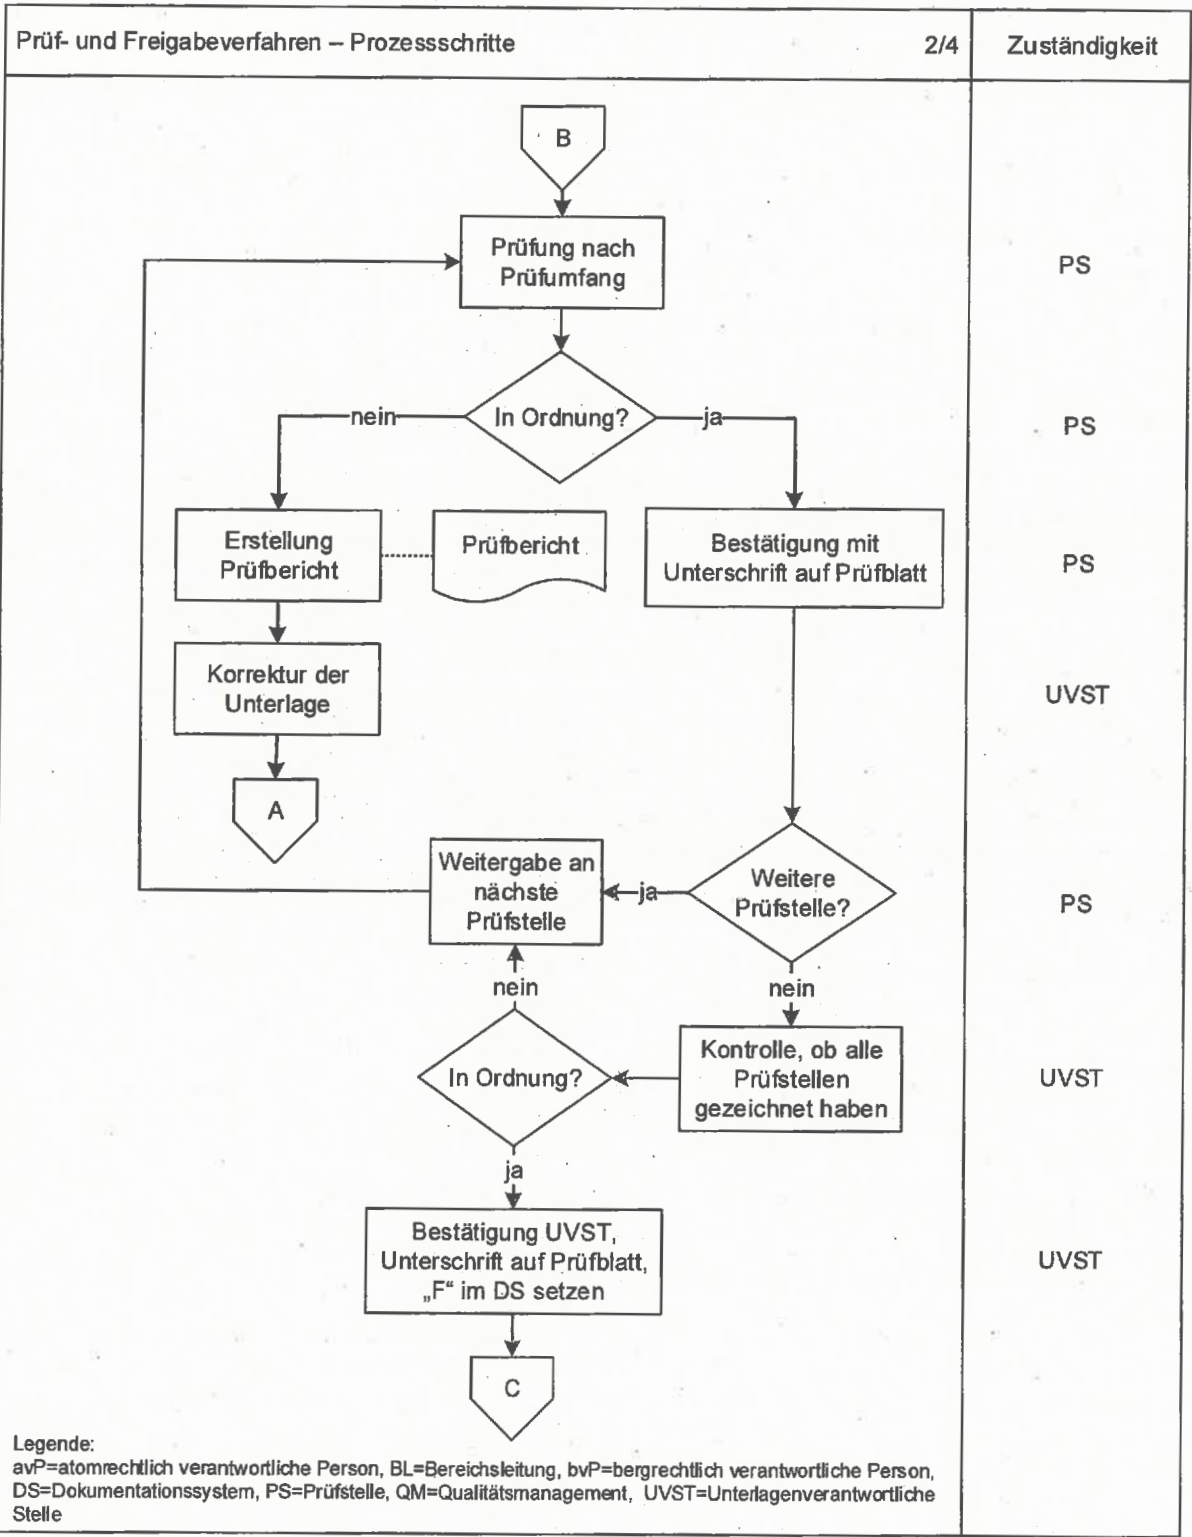 Prüf- und Freigabeverfahren – Prozessschritte 2/4 Zuständigkeit
B
Prüfung nach
Prüfumfang
PS
nein
In Ordnung?
ja
PS
Erstellung
Prüfbericht
Prüfbericht
Bestätigung mit
Unterschrift auf Prüfblatt
PS
Korrektur der
Unterlage
UVST
A
Weitergabe an
nächste
Prüfstelle
ja
Weitere
Prüfstelle?
PS
nein
nein
In Ordnung?
Kontrolle, ob alle
Prüfstellen
gezeichnet haben
UVST
ja
Bestätigung UVST,
Unterschrift auf Prüfblatt,
„F“ im DS setzen
UVST
C
Legende:
avP=atomrechtlich verantwortliche Person, BL=Bereichsleitung, bvP=bergrechtlich verantwortliche Person,
DS=Dokumentationssystem, PS=Prüfstelle, QM=Qualitätsmanagement, UVST=Unterlagenverantwortliche
Stelle